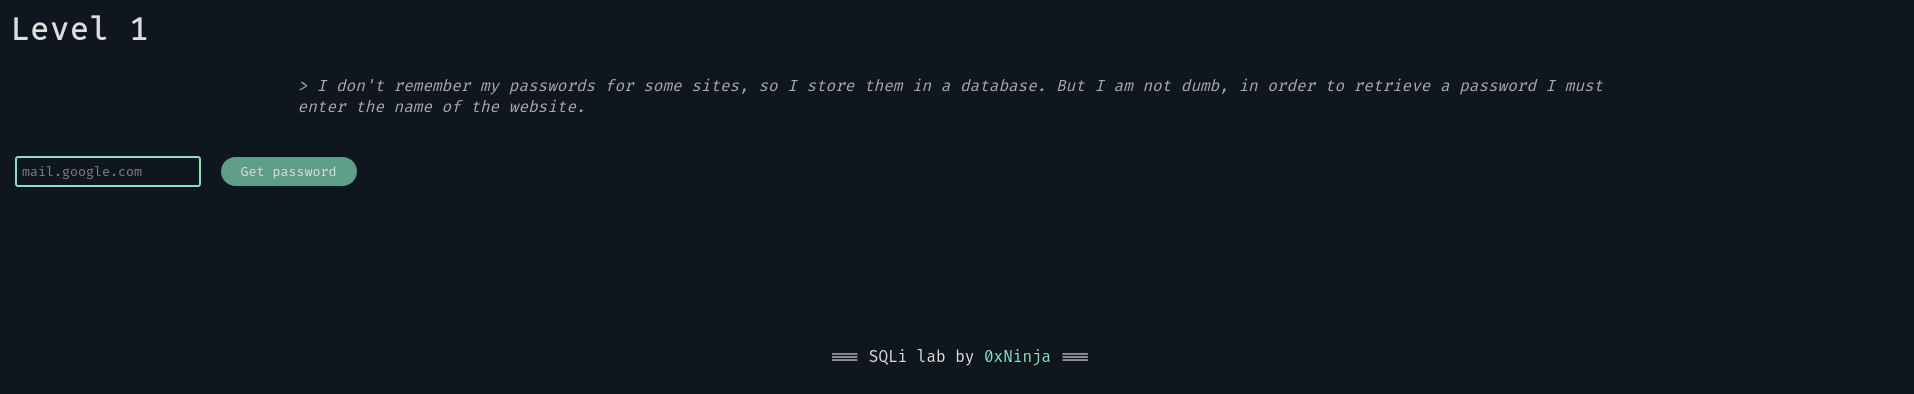 Level 1
> I don't remember my passwords for some sites, so I store them in a database. But I am not dumb, in order to retrieve a password I must
enter the name of the website.
mail.google.com
Get password
SQLi lab by 0xNinja